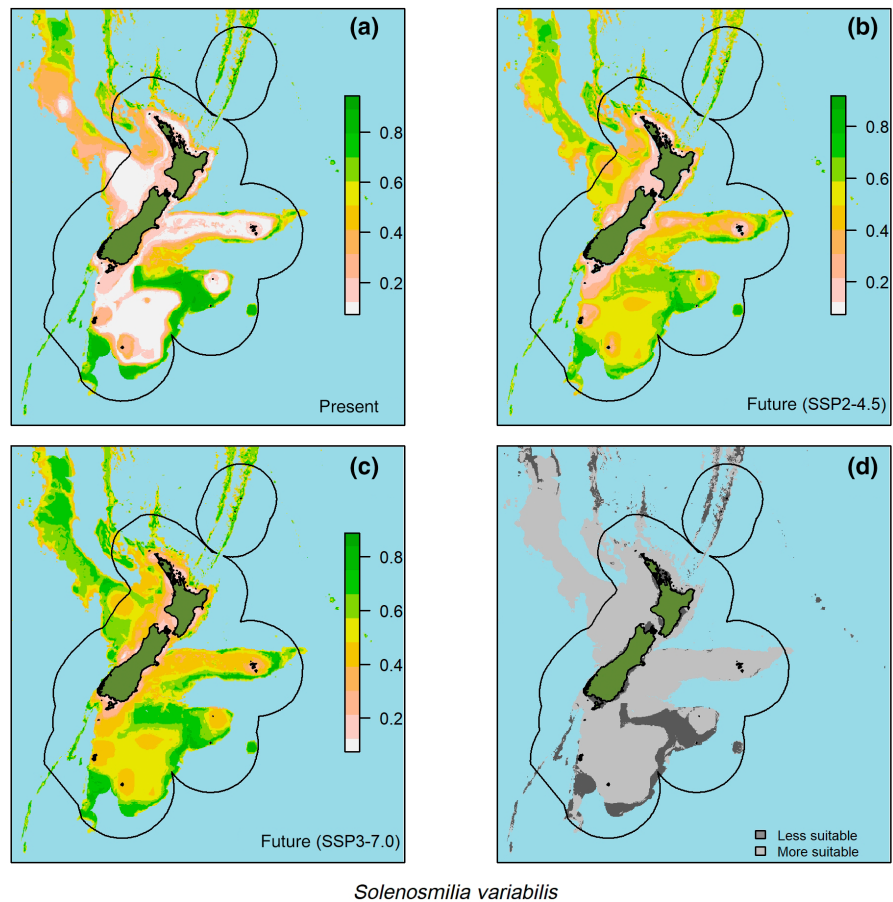 (a)
0.8
0.6
0.4
0.2
Present
(b)
0.8
0.6
0.4
0.2
Future (SSP2-4.5)
(c)
0.8
0.6
0.4
0.2
Future (SSP3-7.0)
(d)
Less suitable
More suitable
Solenosmilia variabilis